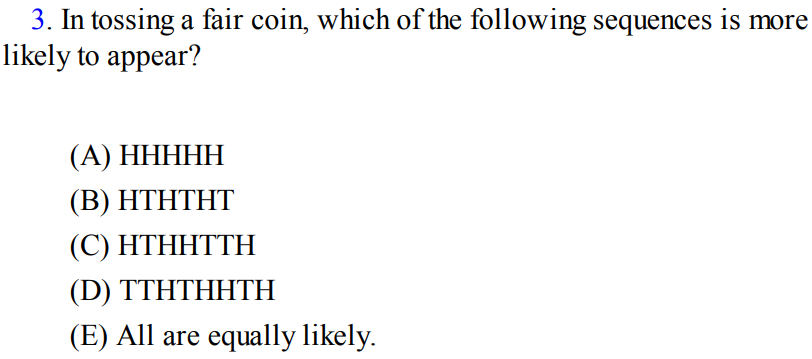 3. In tossing a fair coin, which of the following sequences is more
likely to appear?
(A) HHHHH
(B) HTHTHT
(C) HTHHTTH
(D) TTHTHHTH
(E) All are equally likely.